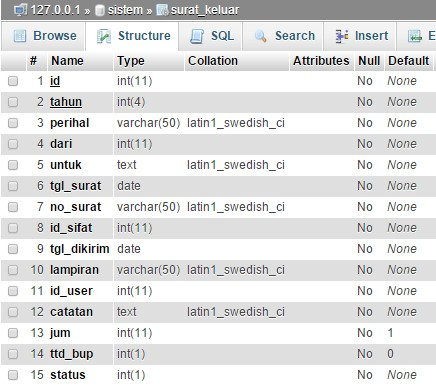 127.0.0.1 » sistem » surat_keluar
Browse Structure SQL Search Insert E
# Name Type Collation Attributes Null Default
1 id int(11) No None
2 tahun int(4) No None
3 perihal varchar(50) latin1_swedish_ci No None
4 dari int(11) No None
5 untuk text latin1_swedish_ci No None
6 tgl_surat date No None
7 no_surat varchar(50) latin1_swedish_ci No None
8 id_sifat int(11) No None
9 tgl_dikirim date No None
10 lampiran varchar(50) latin1_swedish_ci No None
11 id_user int(11) No None
12 catatan text latin1_swedish_ci No None
13 jum int(11) No 1
14 ttd_bup int(1) No 0
15 status int(1) No None